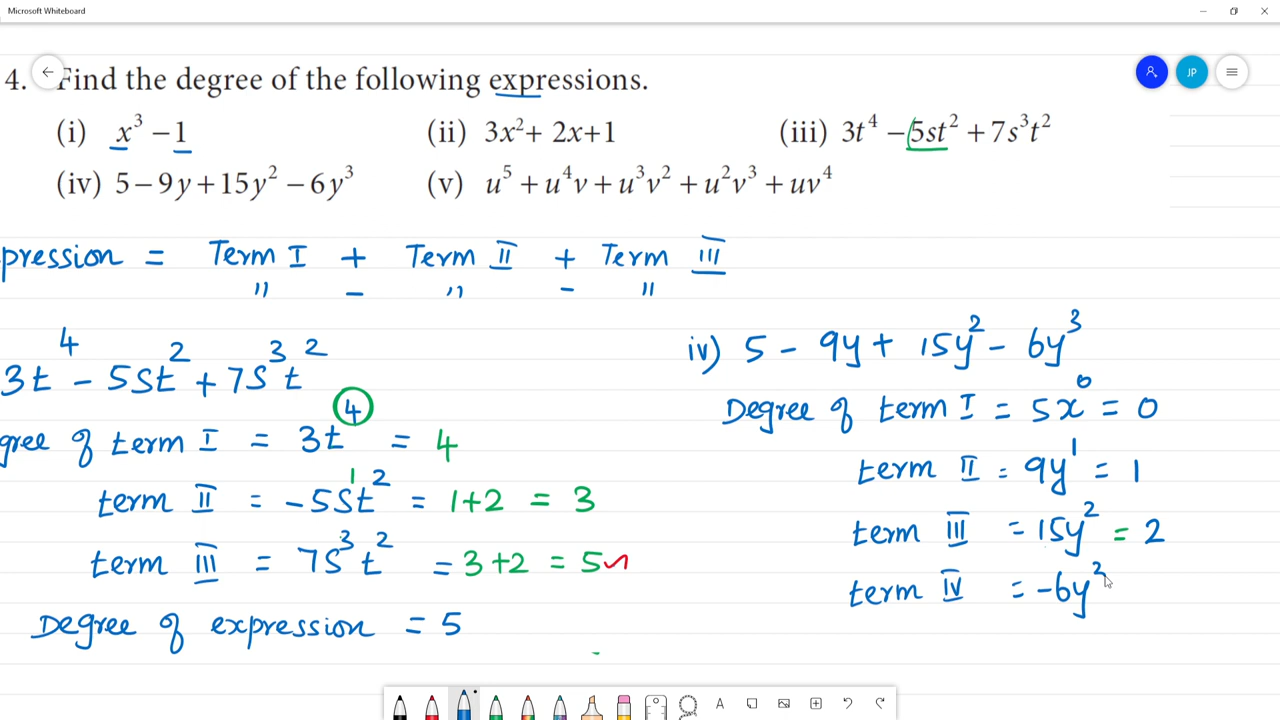 Microsoft Whiteboard
4. Find the degree of the following expressions.
JP
(i) x³ − 1 (ii) 3x² + 2x + 1 (iii) 3t⁴ − 5st² + 7s³t²
(iv) 5 − 9y + 15y² − 6y³ (v) u⁵ + u⁴v + u³v² + u²v³ + uv⁴
pression = Term I + Term II + Term III
" − " − "
3t⁴ − 5st² + 7s³t²
gree of term I = 3t⁴ = 4
term II = −5s¹t² = 1+2 = 3
term III = 7s³t² = 3+2 = 5
Degree of expression = 5
iv) 5 − 9y + 15y² − 6y³
Degree of term I = 5x⁰ = 0
term II = 9y¹ = 1
term III = 15y² = 2
term IV = −6y
A